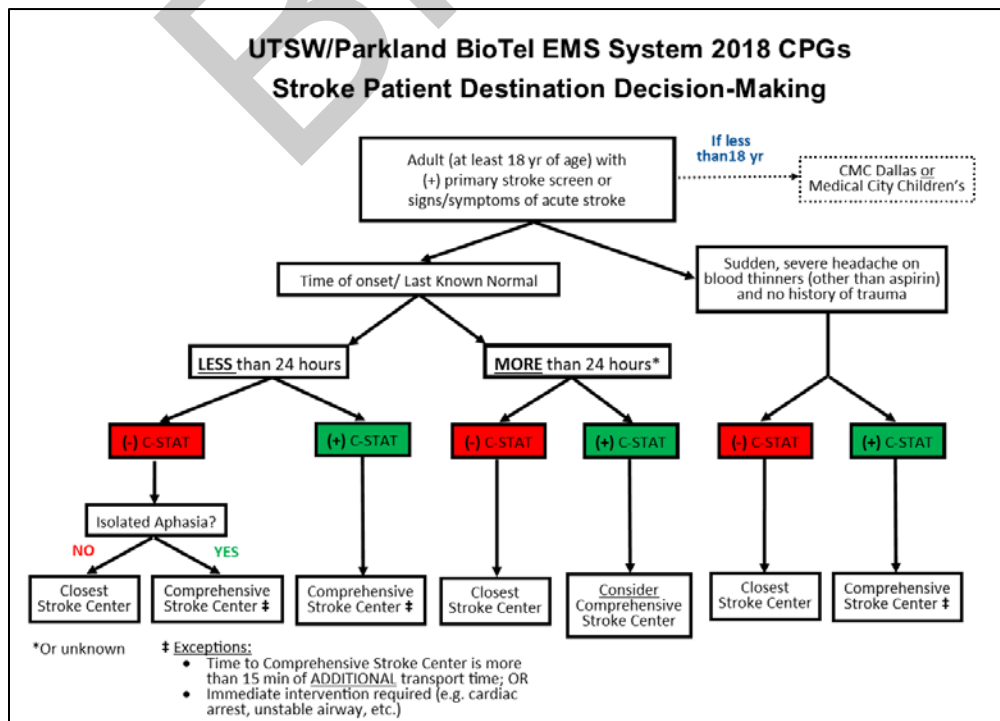 UTSW/Parkland BioTel EMS System 2018 CPGs
Stroke Patient Destination Decision-Making
Adult (at least 18 yr of age) with
(+) primary stroke screen or
signs/symptoms of acute stroke
If less
than18 yr
CMC Dallas or
Medical City Children's
Time of onset/ Last Known Normal
Sudden, severe headache on
blood thinners (other than aspirin)
and no history of trauma
LESS than 24 hours
MORE than 24 hours*
(-) C-STAT
(+) C-STAT
(-) C-STAT
(+) C-STAT
(-) C-STAT
(+) C-STAT
Isolated Aphasia?
NO
YES
Closest
Stroke Center
Comprehensive
Stroke Center ‡
Comprehensive
Stroke Center ‡
Closest
Stroke Center
Consider
Comprehensive
Stroke Center
Closest
Stroke Center
Comprehensive
Stroke Center ‡
*Or unknown
‡ Exceptions:
• Time to Comprehensive Stroke Center is more
than 15 min of ADDITIONAL transport time; OR
• Immediate intervention required (e.g. cardiac
arrest, unstable airway, etc.)